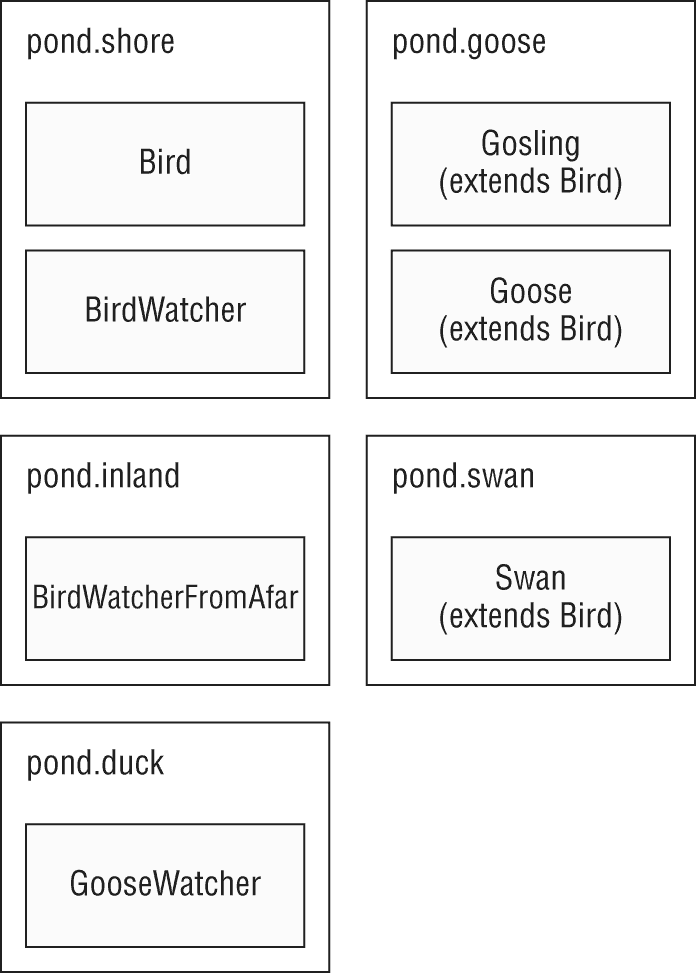 pond.shore
Bird
BirdWatcher
pond.goose
Gosling
(extends Bird)
Goose
(extends Bird)
pond.inland
BirdWatcherFromAfar
pond.swan
Swan
(extends Bird)
pond.duck
GooseWatcher